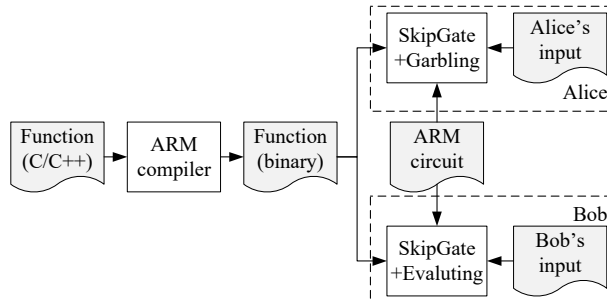 SkipGate
+Garbling
Alice's
input
Alice
Function
(C/C++)
ARM
compiler
Function
(binary)
ARM
circuit
Bob
SkipGate
+Evaluting
Bob's
input